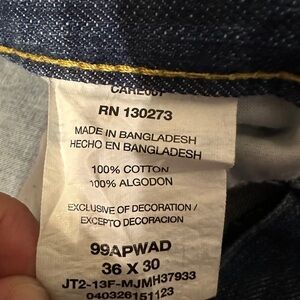 CARE001
RN 130273
MADE IN BANGLADESH
HECHO EN BANGLADESH
100% COTTON
100% ALGODON
EXCLUSIVE OF DECORATION /
EXCEPTO DECORACION
99APWAD
36 X 30
JT2-13F-MJMH37933
040326151123